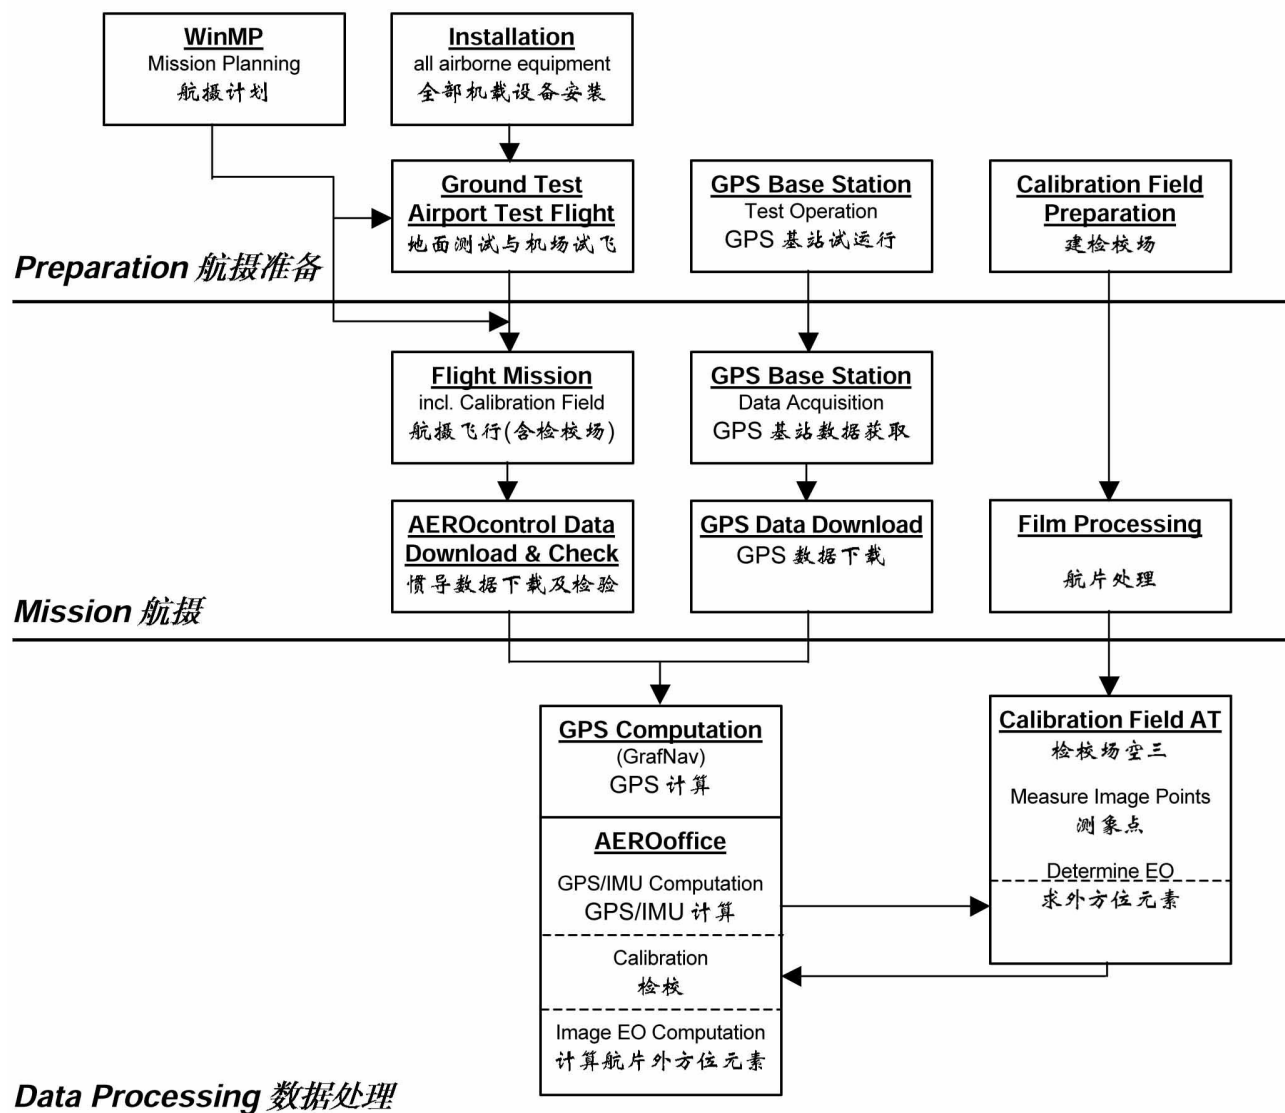 WinMP
Mission Planning
航摄计划
Installation
all airborne equipment
全部机载设备安装
Ground Test
Airport Test Flight
地面测试与机场试飞
GPS Base Station
Test Operation
GPS 基站试运行
Calibration Field
Preparation
建检校场
Preparation 航摄准备
Flight Mission
incl. Calibration Field
航摄飞行(含检校场)
GPS Base Station
Data Acquisition
GPS 基站数据获取
AEROcontrol Data
Download & Check
惯导数据下载及检验
GPS Data Download
GPS 数据下载
Film Processing
航片处理
Mission 航摄
GPS Computation
(GrafNav)
GPS 计算
AEROoffice
GPS/IMU Computation
GPS/IMU 计算
Calibration
检校
Image EO Computation
计算航片外方位元素
Calibration Field AT
检校场空三
Measure Image Points
测象点
Determine EO
求外方位元素
Data Processing 数据处理